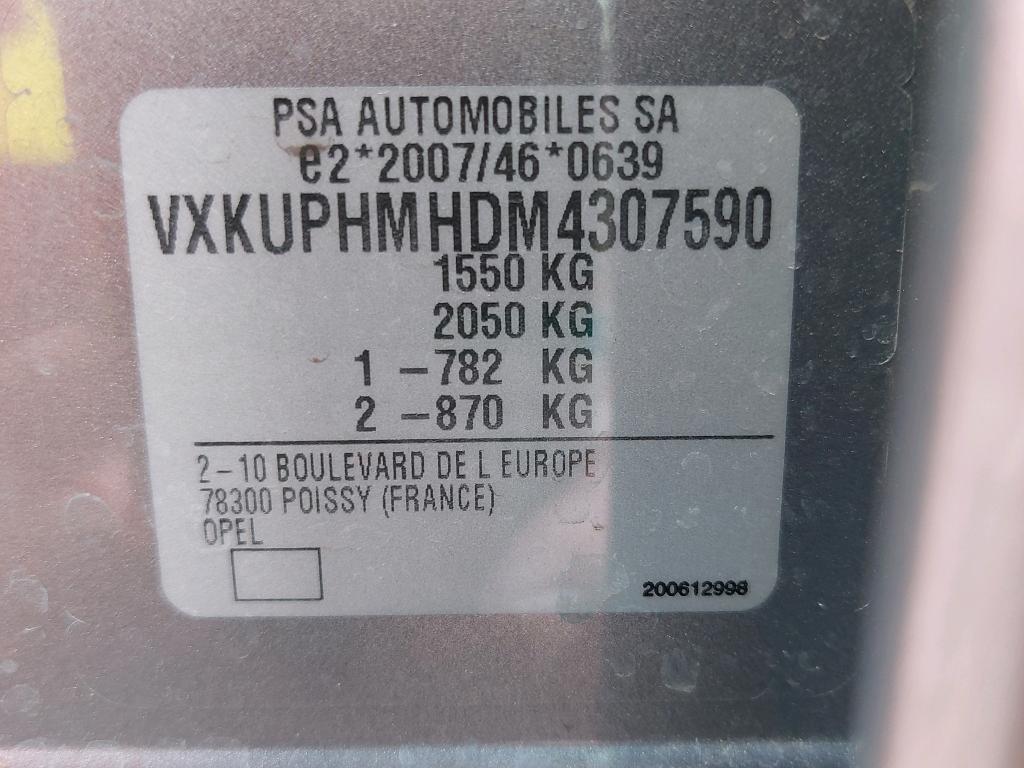 PSA AUTOMOBILES SA
e2*2007/46*0639
VXKUPHMHDM4307590
1550 KG
2050 KG
1 -782 KG
2 -870 KG
2-10 BOULEVARD DE L EUROPE
78300 POISSY (FRANCE)
OPEL
200612998